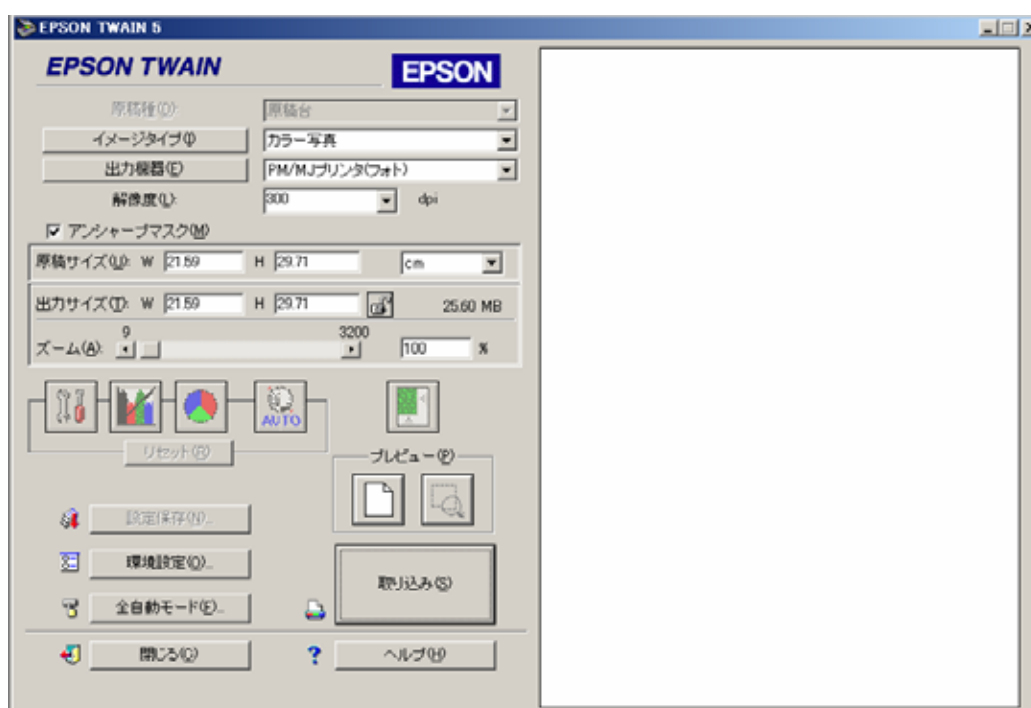 EPSON TWAIN 5
EPSON TWAIN EPSON
原稿種(D): 原稿台
イメージタイプ(I) カラー写真
出力機器(E) PM/MJプリンタ(フォト)
解像度(L): 300 dpi
アンシャープマスク(M)
原稿サイズ(U): W 21.59 H 29.71 cm
出力サイズ(T): W 21.59 H 29.71 25.60 MB
9 3200
ズーム(A): 100 %
AUTO
リセット(R)
プレビュー(P)
設定保存(N)...
環境設定(O)...
取り込み(S)
全自動モード(F)...
閉じる(C) ? ヘルプ(H)